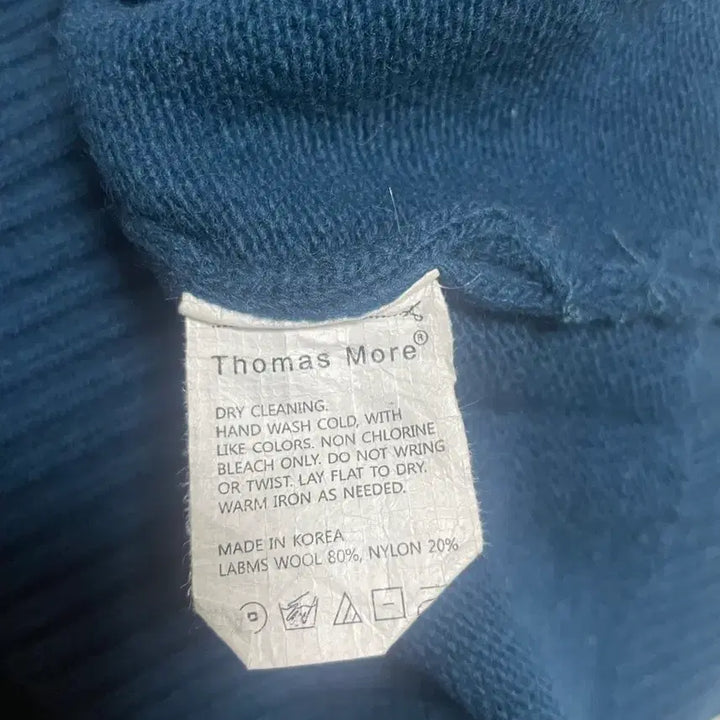 Thomas More®
DRY CLEANING.
HAND WASH COLD, WITH
LIKE COLORS. NON CHLORINE
BLEACH ONLY. DO NOT WRING
OR TWIST. LAY FLAT TO DRY.
WARM IRON AS NEEDED.
MADE IN KOREA
LABMS WOOL 80%, NYLON 20%